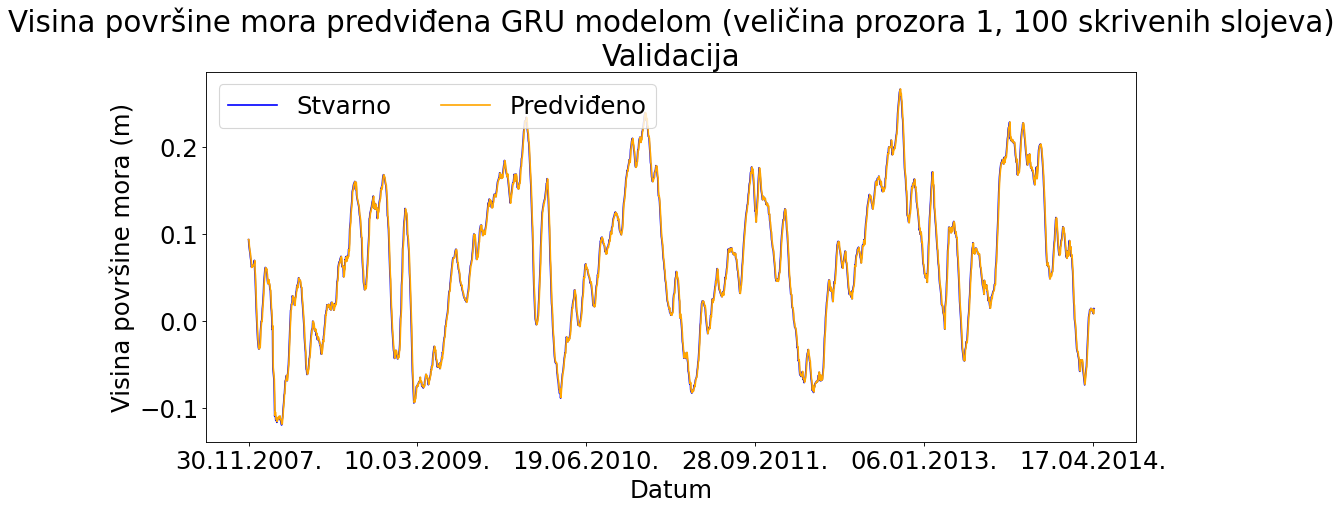 Visina površine mora predviđena GRU modelom (veličina prozora 1, 100 skrivenih slojeva)
Validacija
Stvarno Predviđeno
Visina površine mora (m)
0.2
0.1
0.0
−0.1
30.11.2007. 10.03.2009. 19.06.2010. 28.09.2011. 06.01.2013. 17.04.2014.
Datum